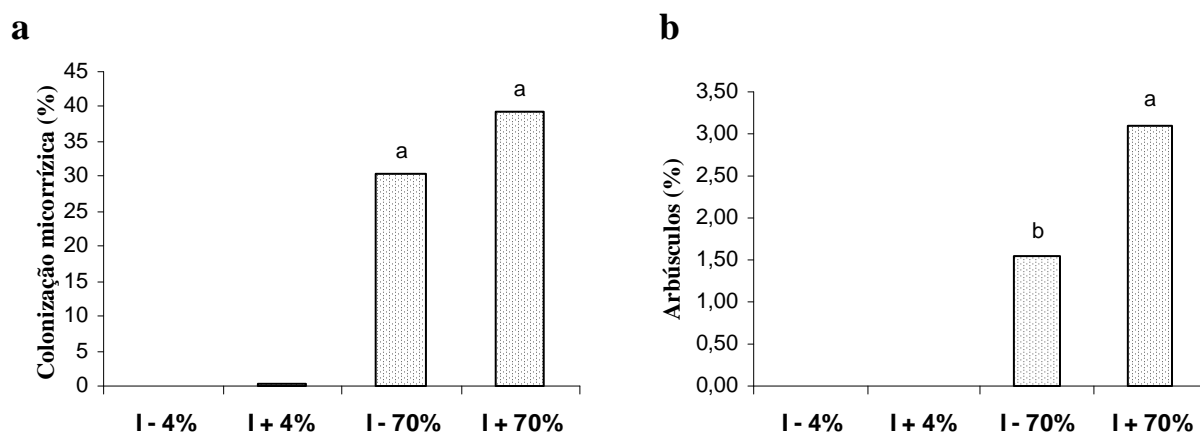 a
Colonização micorrízica (%)
45
40
35
30
25
20
15
10
5
0
a
a
I - 4%
I + 4%
I - 70%
I + 70%
b
Arbúsculos (%)
3,50
3,00
2,50
2,00
1,50
1,00
0,50
0,00
b
a
I - 4%
I + 4%
I - 70%
I + 70%